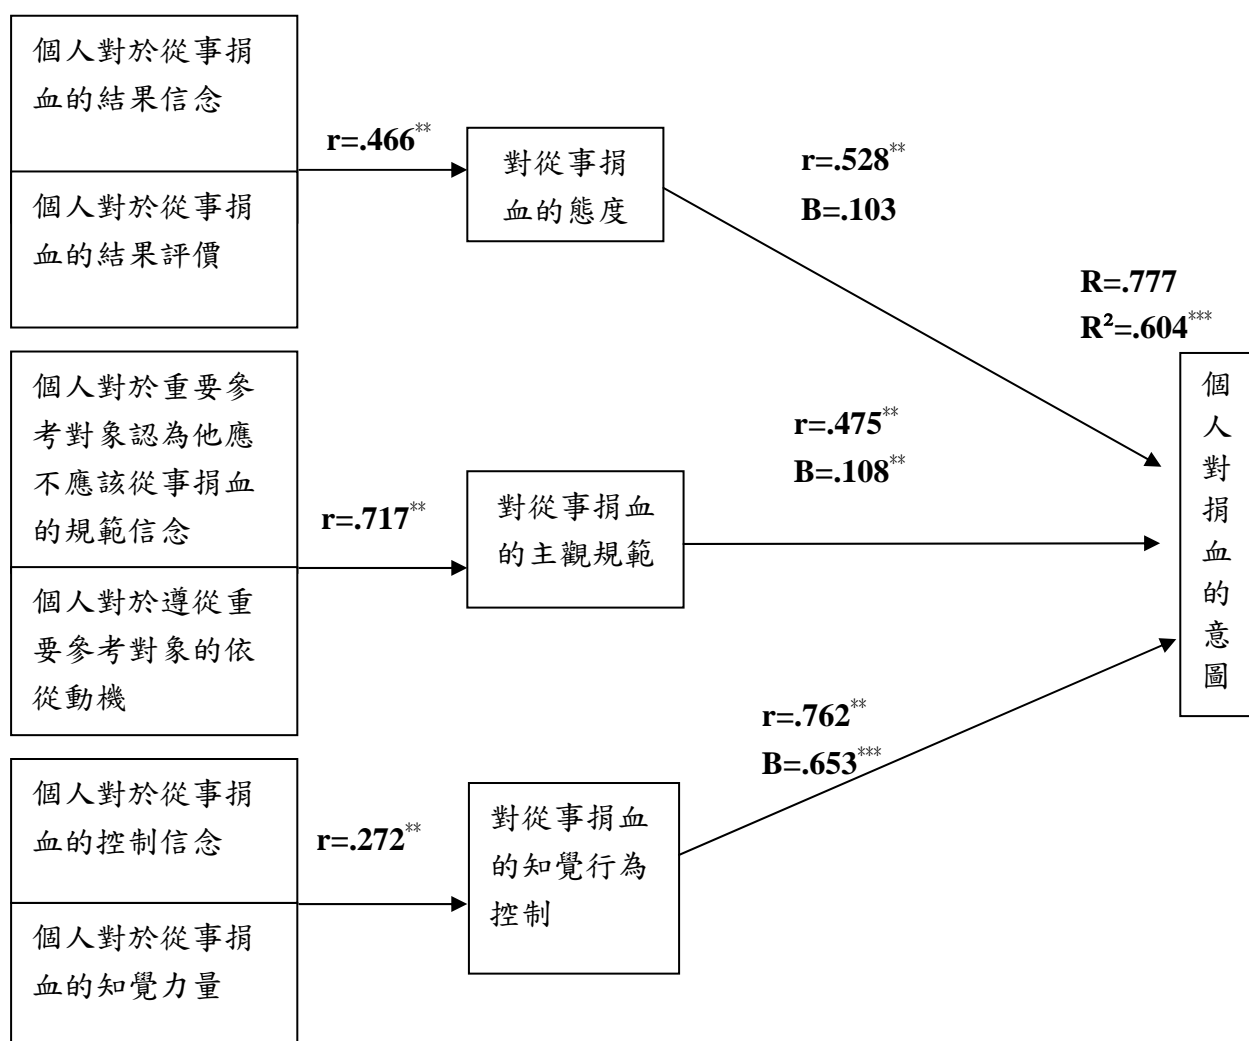 個人對於從事捐
血的結果信念
個人對於從事捐
血的結果評價
r=.466**
對從事捐
血的態度
r=.528**
B=.103
R=.777
R²=.604***
個人對於重要參
考對象認為他應
不應該從事捐血
的規範信念
個人對於遵從重
要參考對象的依
從動機
r=.717**
對從事捐血
的主觀規範
r=.475**
B=.108**
個
人
對
捐
血
的
意
圖
個人對於從事捐
血的控制信念
個人對於從事捐
血的知覺力量
r=.272**
對從事捐血
的知覺行為
控制
r=.762**
B=.653***